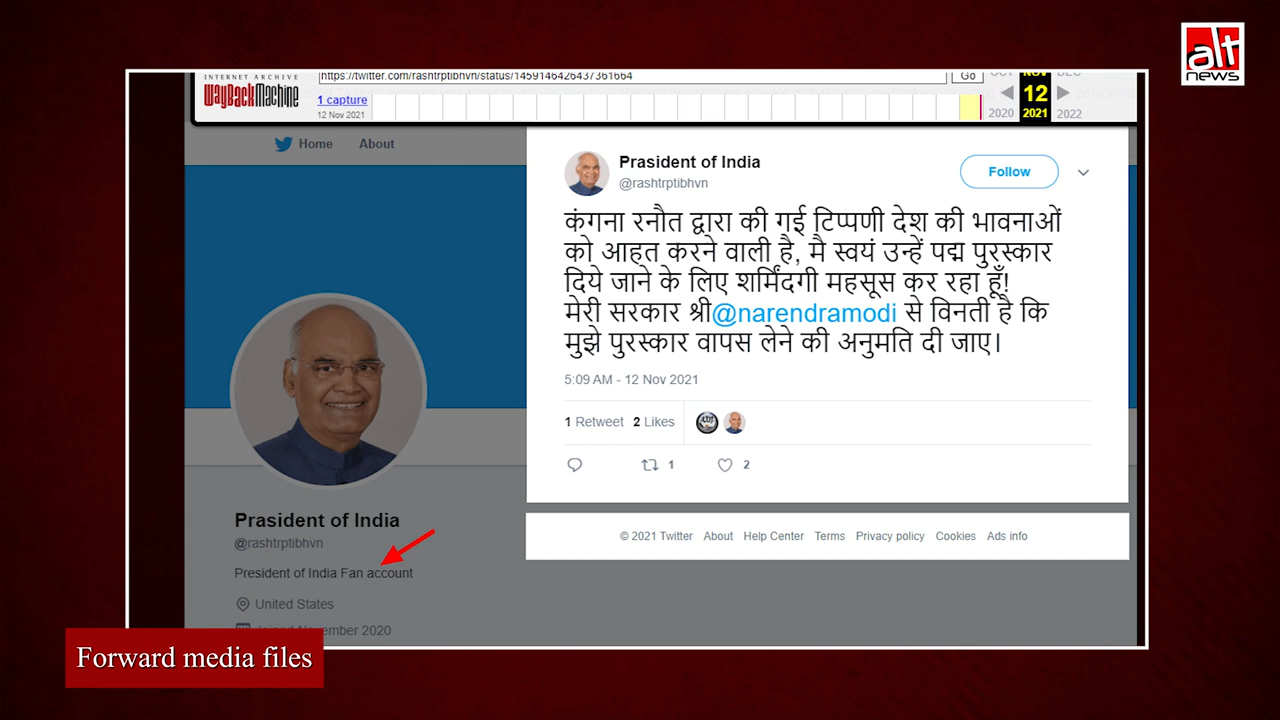 alt
news
INTERNET ARCHIVE
WayBackMachine
https://twitter.com/rashtrptibhvn/status/1459146426437361664
Go
OCT NOV DEC
1 capture
12 Nov 2021
12
2020 2021 2022
Home About
Prasident of India
@rashtrptibhvn
Follow
कंगना रनौत द्वारा की गई टिप्पणी देश की भावनाओं
को आहत करने वाली है, मै स्वयं उन्हें पद्म पुरस्कार
दिये जाने के लिए शर्मिंदगी महसूस कर रहा हूँ!
मेरी सरकार श्री@narendramodi से विनती है कि
मुझे पुरस्कार वापस लेने की अनुमति दी जाए।
5:09 AM - 12 Nov 2021
1 Retweet 2 Likes
1 2
© 2021 Twitter About Help Center Terms Privacy policy Cookies Ads info
Prasident of India
@rashtrptibhvn
President of India Fan account
United States
Joined November 2020
Forward media files